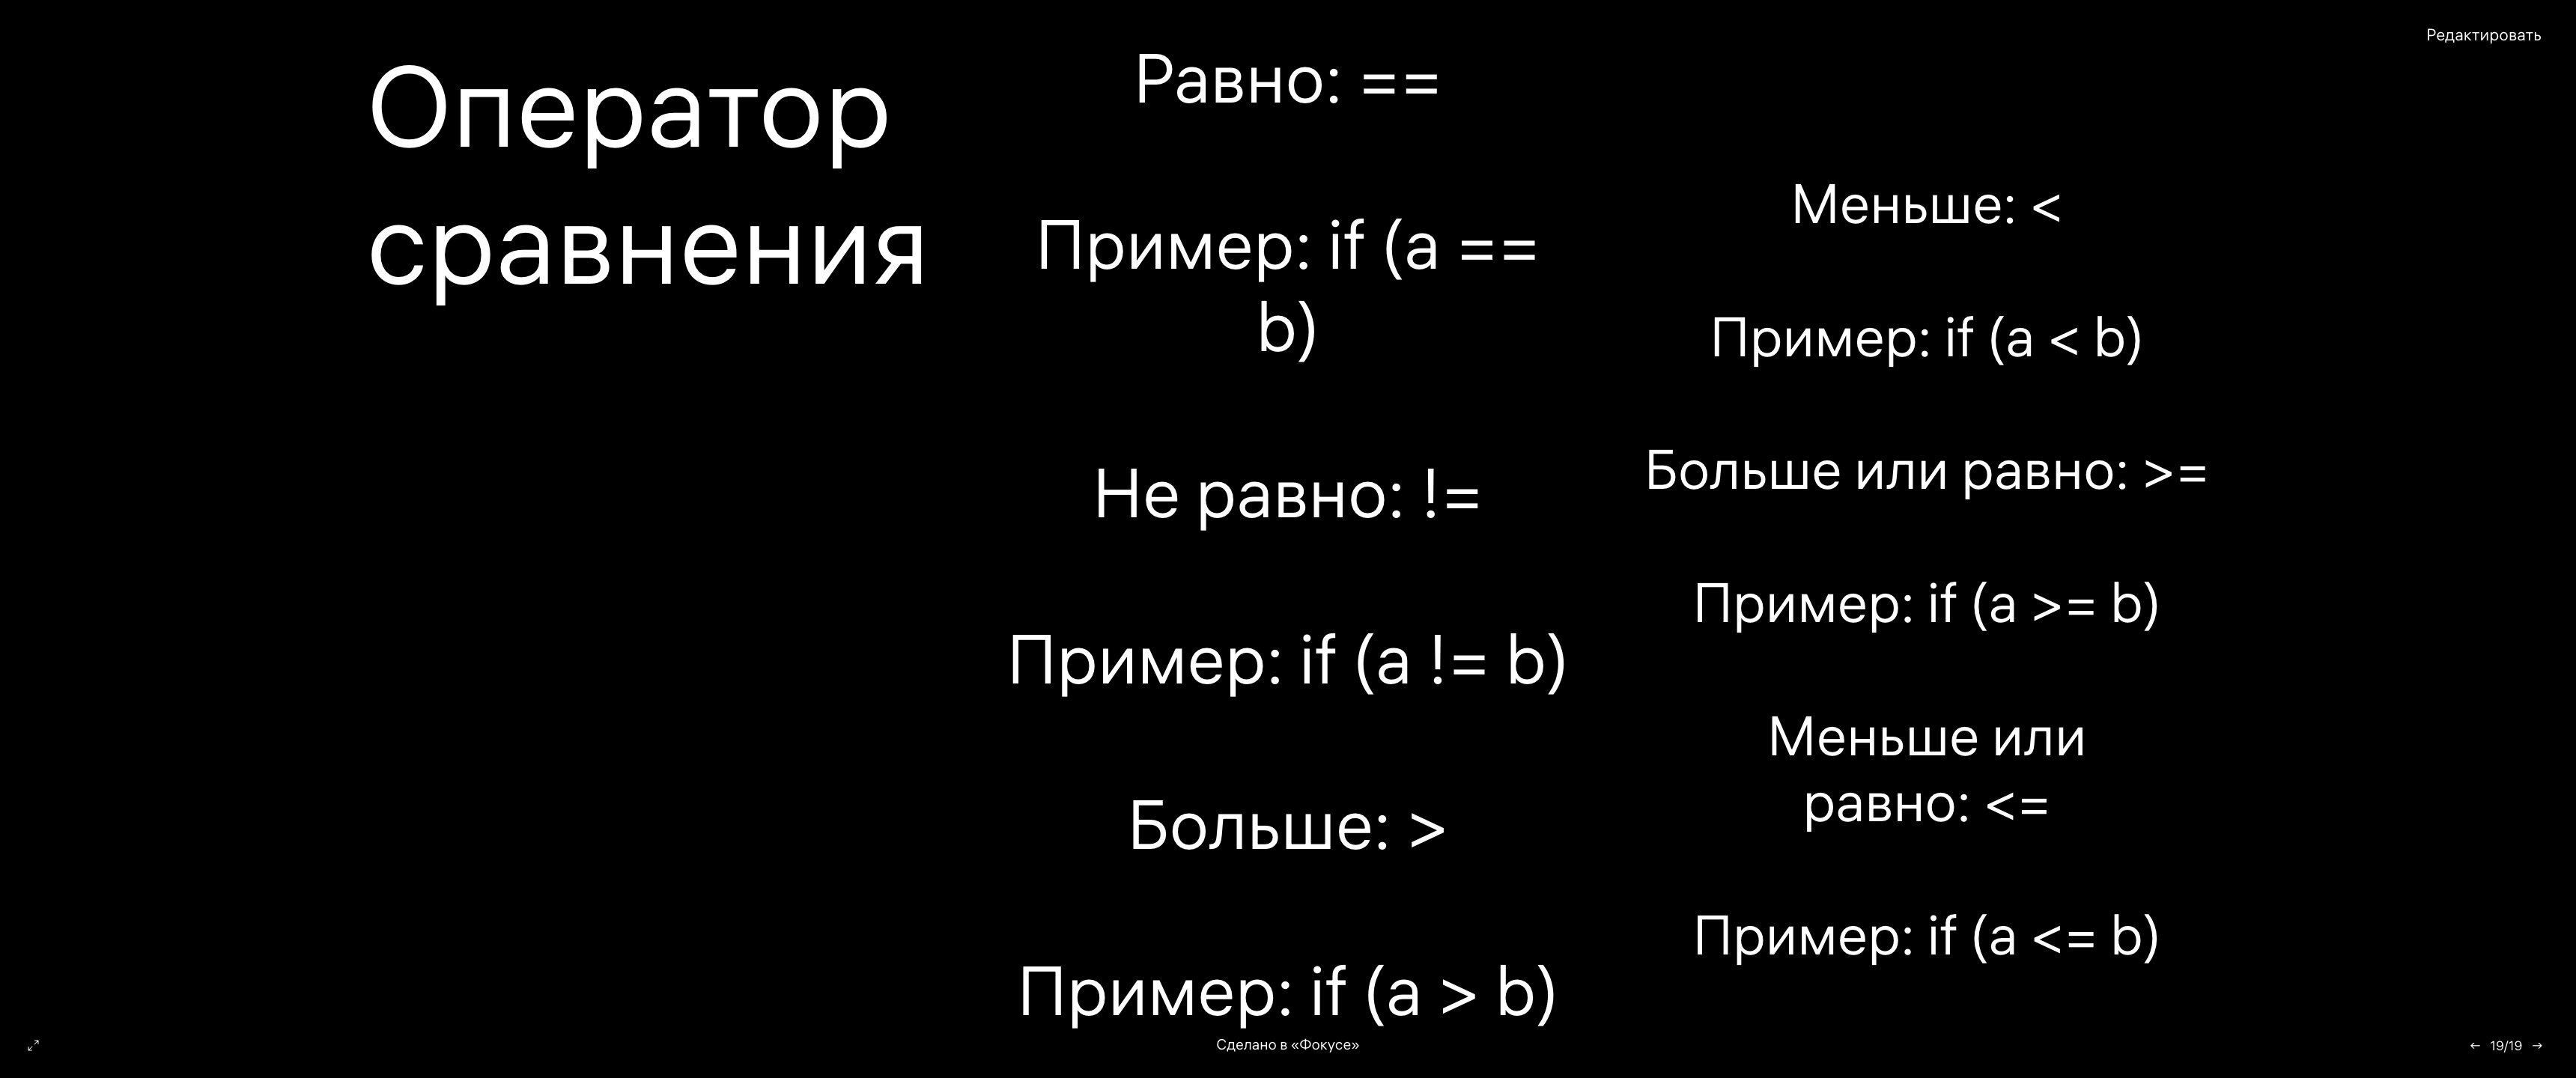 Редактировать
Оператор
сравнения
Равно: ==
Пример: if (a ==
b)
Не равно: !=
Пример: if (a != b)
Больше: >
Пример: if (a > b)
Меньше: <
Пример: if (a < b)
Больше или равно: >=
Пример: if (a >= b)
Меньше или
равно: <=
Пример: if (a <= b)
Сделано в «Фокусе»
← 19/19 →